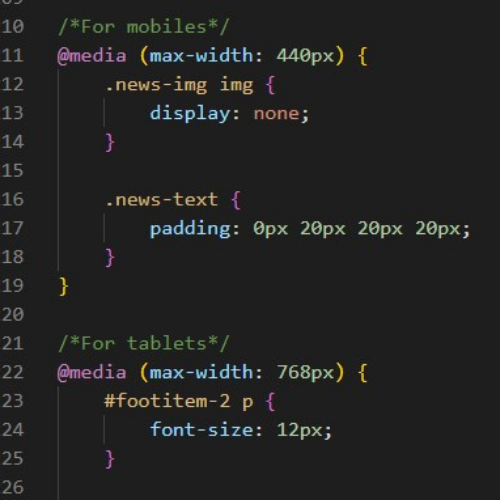 10 /*For mobiles*/
11 @media (max-width: 440px) {
12     .news-img img {
13         display: none;
14     }
15
16     .news-text {
17         padding: 0px 20px 20px 20px;
18     }
19 }
20
21 /*For tablets*/
22 @media (max-width: 768px) {
23     #footitem-2 p {
24         font-size: 12px;
25     }
26